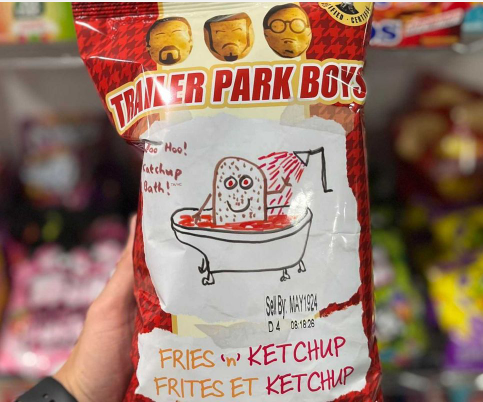 CERTIFIED
TRAILER PARK BOYS
Woo Hoo!
Ketchup
Bath!
Sell By: MAY1924
D 4 08:18:26
FRIES 'n' KETCHUP
FRITES ET KETCHUP